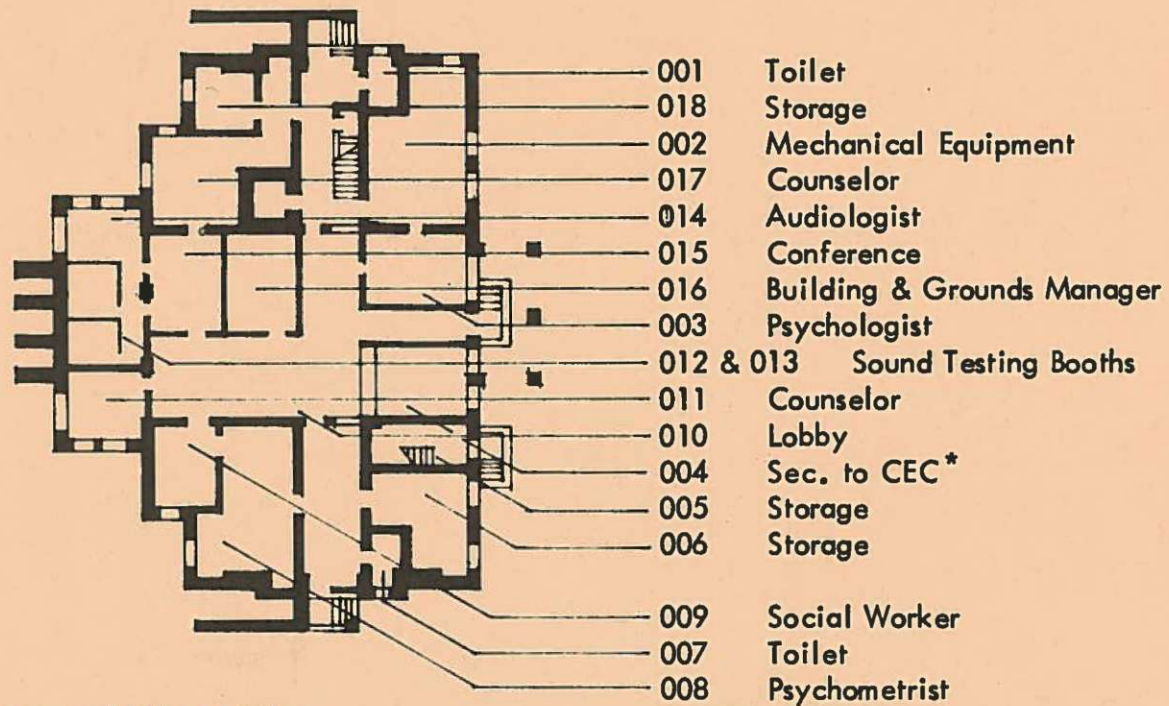 001 Toilet
018 Storage
002 Mechanical Equipment
017 Counselor
014 Audiologist
015 Conference
016 Building & Grounds Manager
003 Psychologist
012 & 013 Sound Testing Booths
011 Counselor
010 Lobby
004 Sec. to CEC*
005 Storage
006 Storage
009 Social Worker
007 Toilet
008 Psychometrist